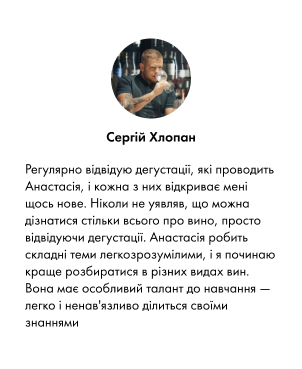 Сергій Хлопан
Регулярно відвідую дегустації, які проводить
Анастасія, і кожна з них відкриває мені
щось нове. Ніколи не уявляв, що можна
дізнатися стільки всього про вино, просто
відвідуючи дегустації. Анастасія робить
складні теми легкозрозумілими, і я починаю
краще розбиратися в різних видах вин.
Вона має особливий талант до навчання —
легко і ненав'язливо ділиться своїми
знаннями